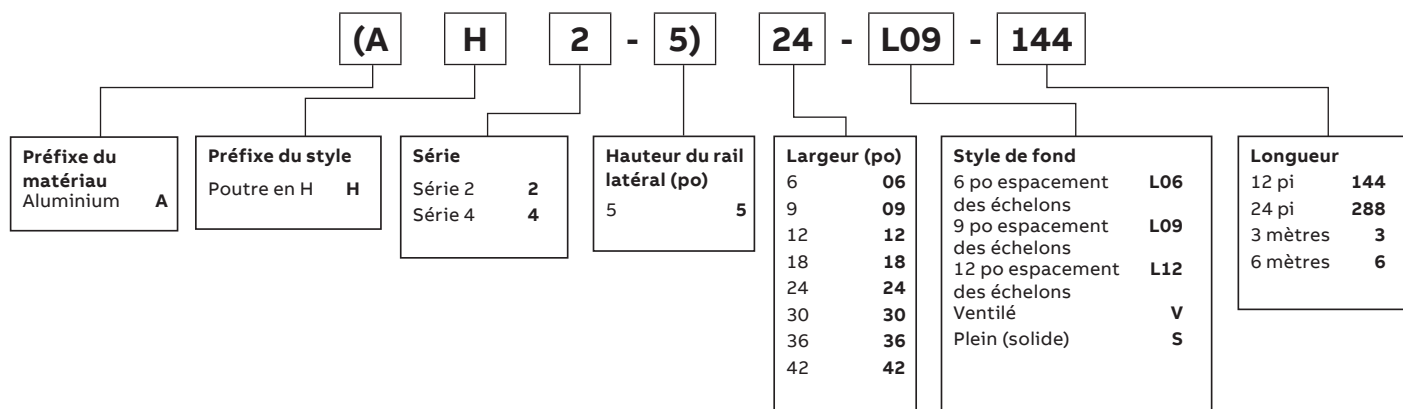 (A H 2 - 5) 24 - L09 - 144
Préfixe du
matériau
Aluminium A
Préfixe du style
Poutre en H H
Série
Série 2 2
Série 4 4
Hauteur du rail
latéral (po)
5 5
Largeur (po)
6 06
9 09
12 12
18 18
24 24
30 30
36 36
42 42
Style de fond
6 po espacement L06
des échelons
9 po espacement L09
des échelons
12 po espacement L12
des échelons
Ventilé V
Plein (solide) S
Longueur
12 pi 144
24 pi 288
3 mètres 3
6 mètres 6